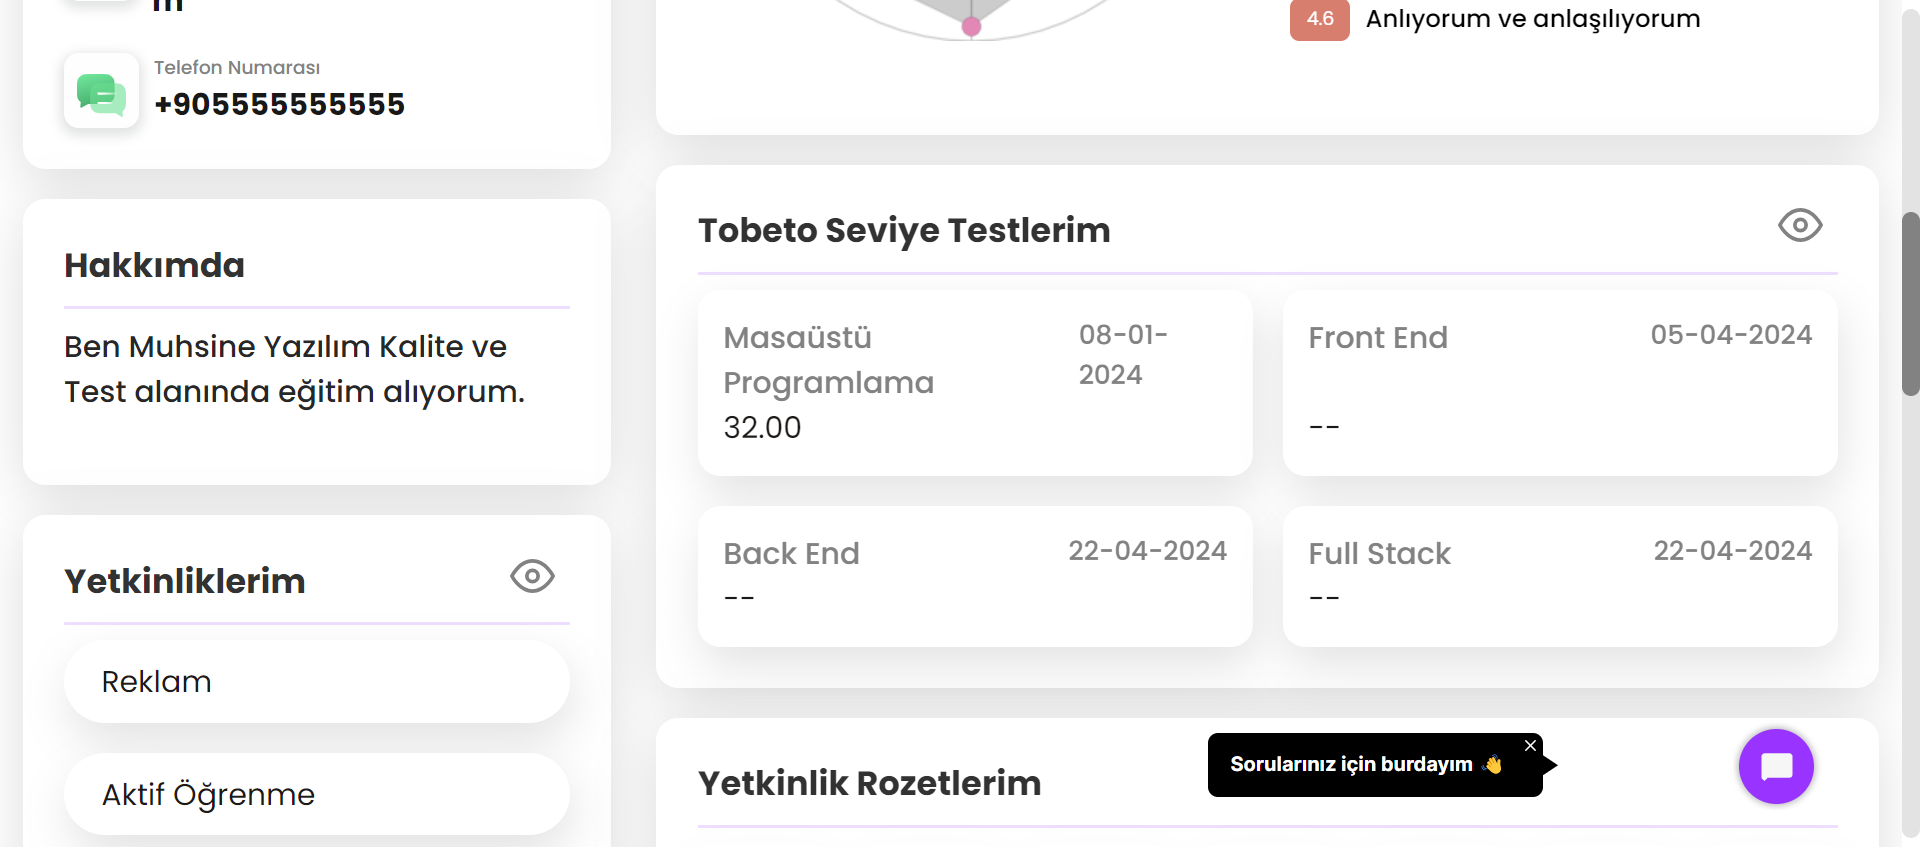 Telefon Numarası
+905555555555
Hakkımda
Ben Muhsine Yazılım Kalite ve
Test alanında eğitim alıyorum.
Yetkinliklerim
Reklam
Aktif Öğrenme
4.6 Anlıyorum ve anlaşılıyorum
Tobeto Seviye Testlerim
Masaüstü
Programlama
08-01-
2024
32.00
Front End
05-04-2024
--
Back End
22-04-2024
--
Full Stack
22-04-2024
--
Yetkinlik Rozetlerim
Sorularınız için burdayım 👋